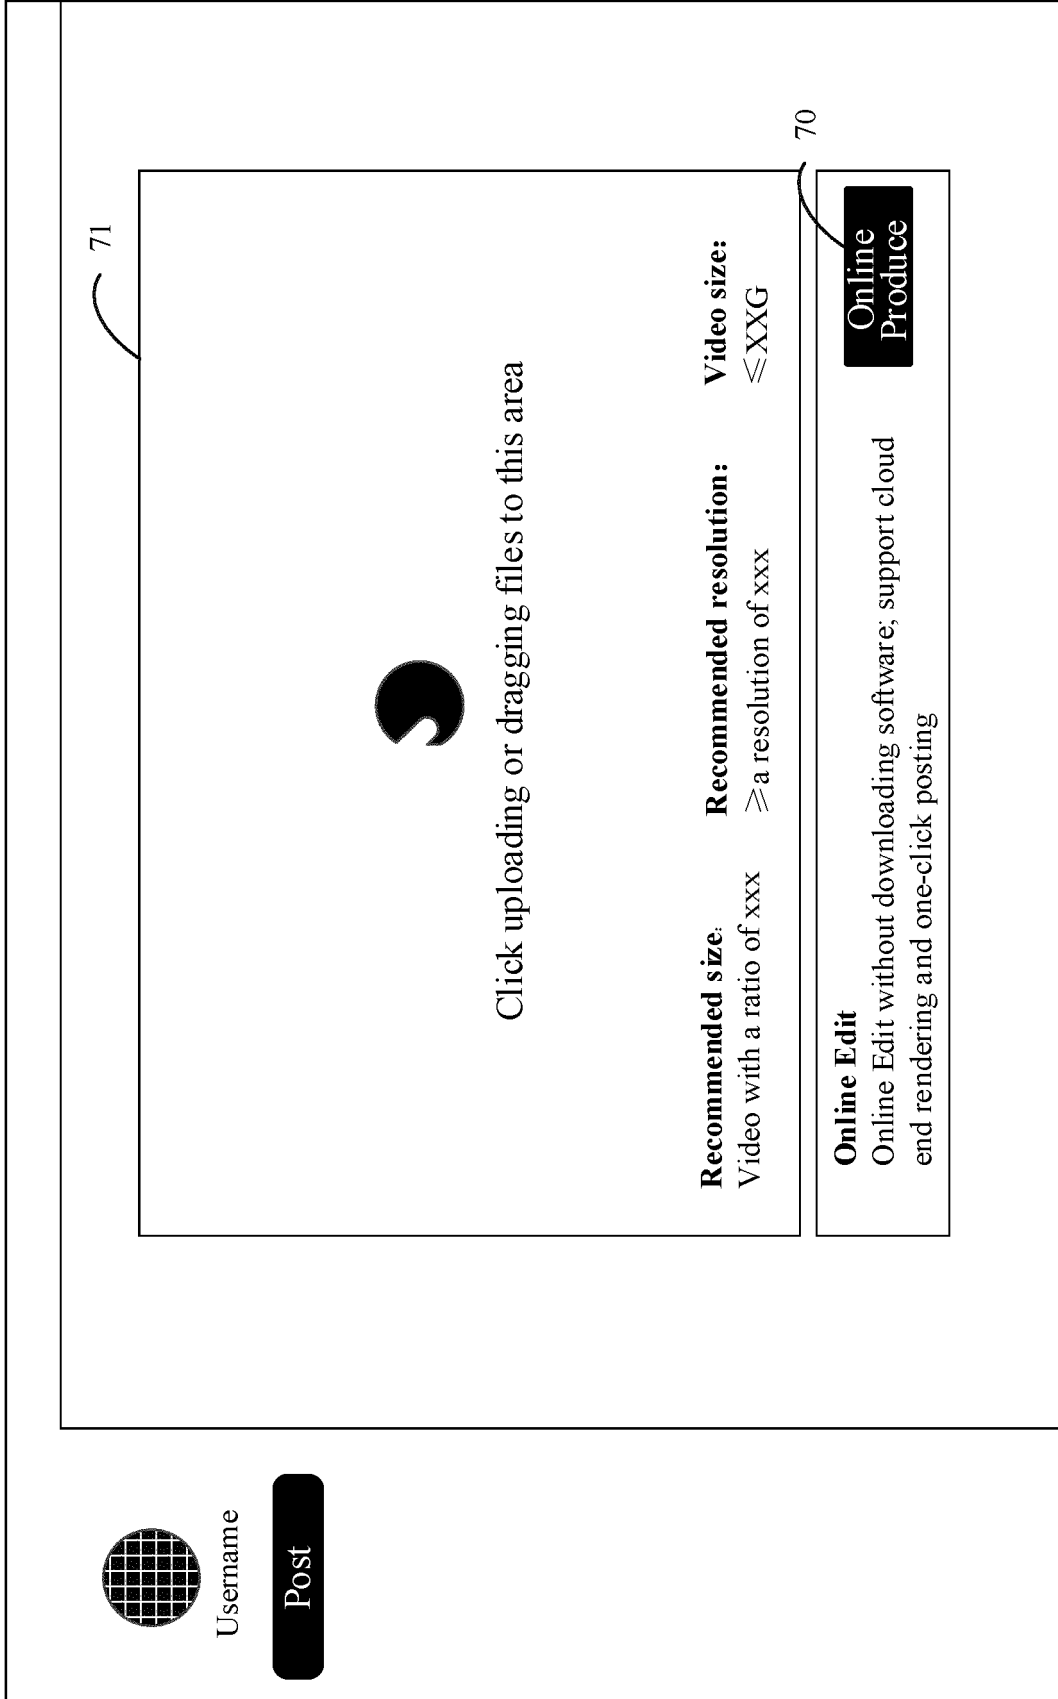 Username
Post
71
Click uploading or dragging files to this area
Recommended size:
Video with a ratio of xxx
Recommended resolution:
≥a resolution of xxx
Video size:
≤XXG
70
Online Edit
Online Edit without downloading software; support cloud
end rendering and one-click posting
Online
Produce